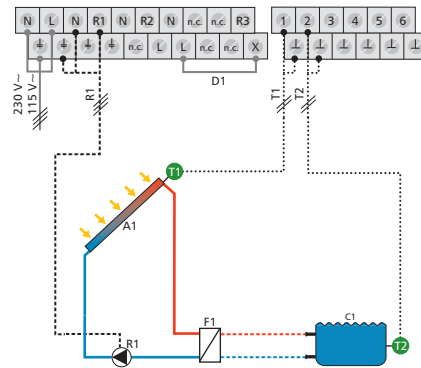 N L N R1 N R2 N n.c. n.c. R3
n.c. L L n.c. n.c. X
1 2 3 4 5 6
D1
230 V~
115 V~
R1
T1
T2
T1
A1
F1
C1
R1
T2